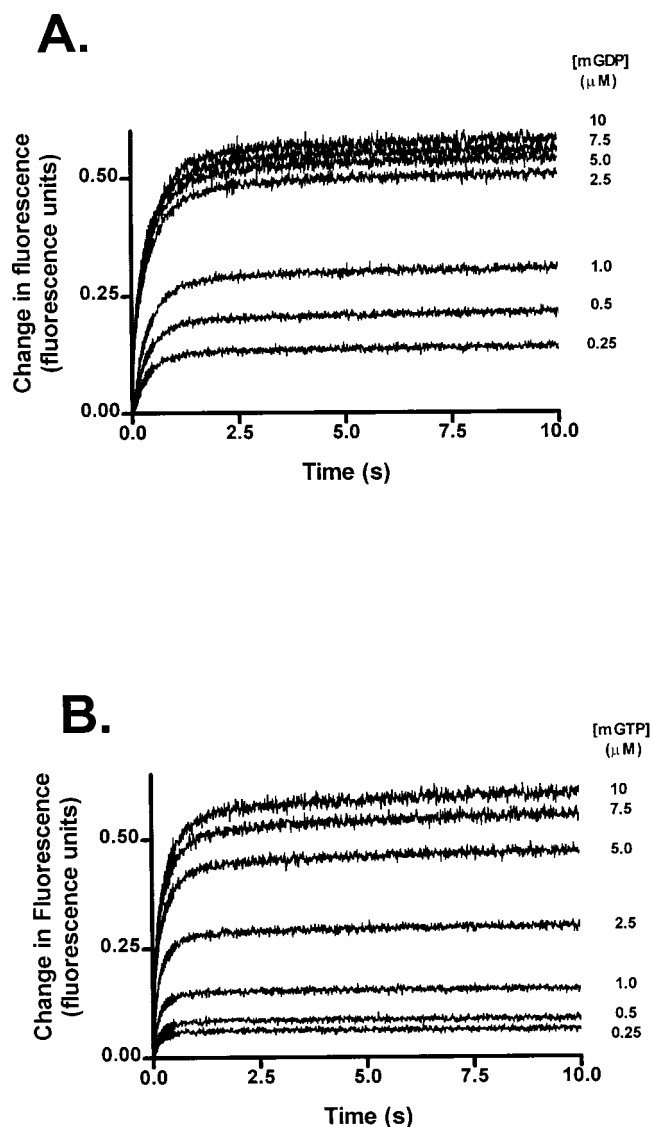 A.
[mGDP]
(μM)
10
7.5
5.0
2.5
1.0
0.5
0.25
Change in fluorescence
(fluorescence units)
0.50
0.25
0.00
0.0 2.5 5.0 7.5 10.0
Time (s)
B.
[mGTP]
(μM)
10
7.5
5.0
2.5
1.0
0.5
0.25
Change in Fluorescence
(fluorescence units)
0.50
0.25
0.00
0.0 2.5 5.0 7.5 10.0
Time (s)